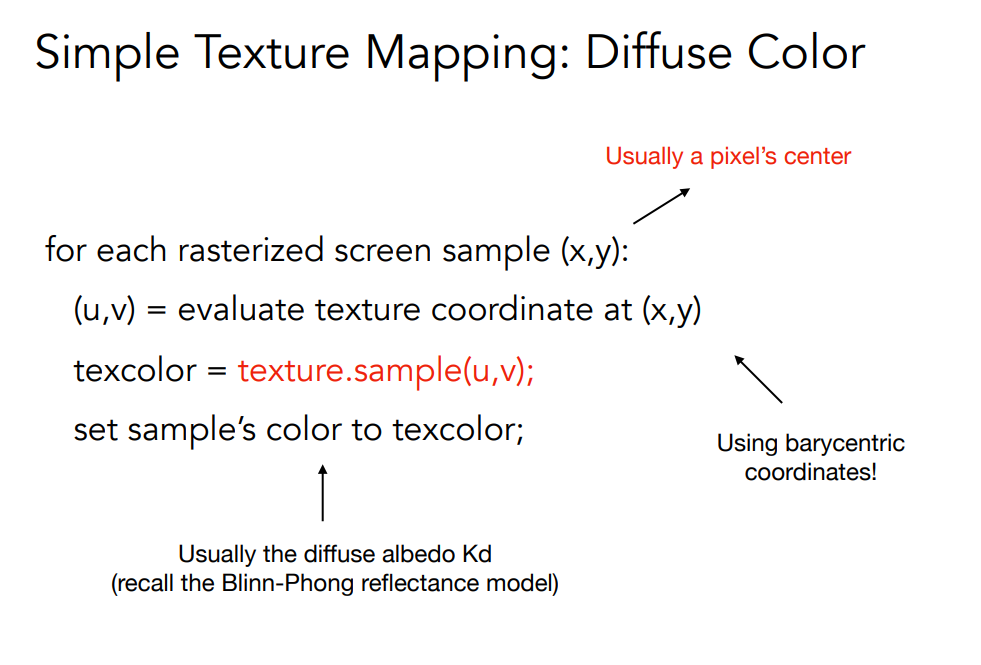 Simple Texture Mapping: Diffuse Color
Usually a pixel’s center
for each rasterized screen sample (x,y):
(u,v) = evaluate texture coordinate at (x,y)
texcolor = texture.sample(u,v);
set sample’s color to texcolor;
Using barycentric
coordinates!
Usually the diffuse albedo Kd
(recall the Blinn-Phong reflectance model)